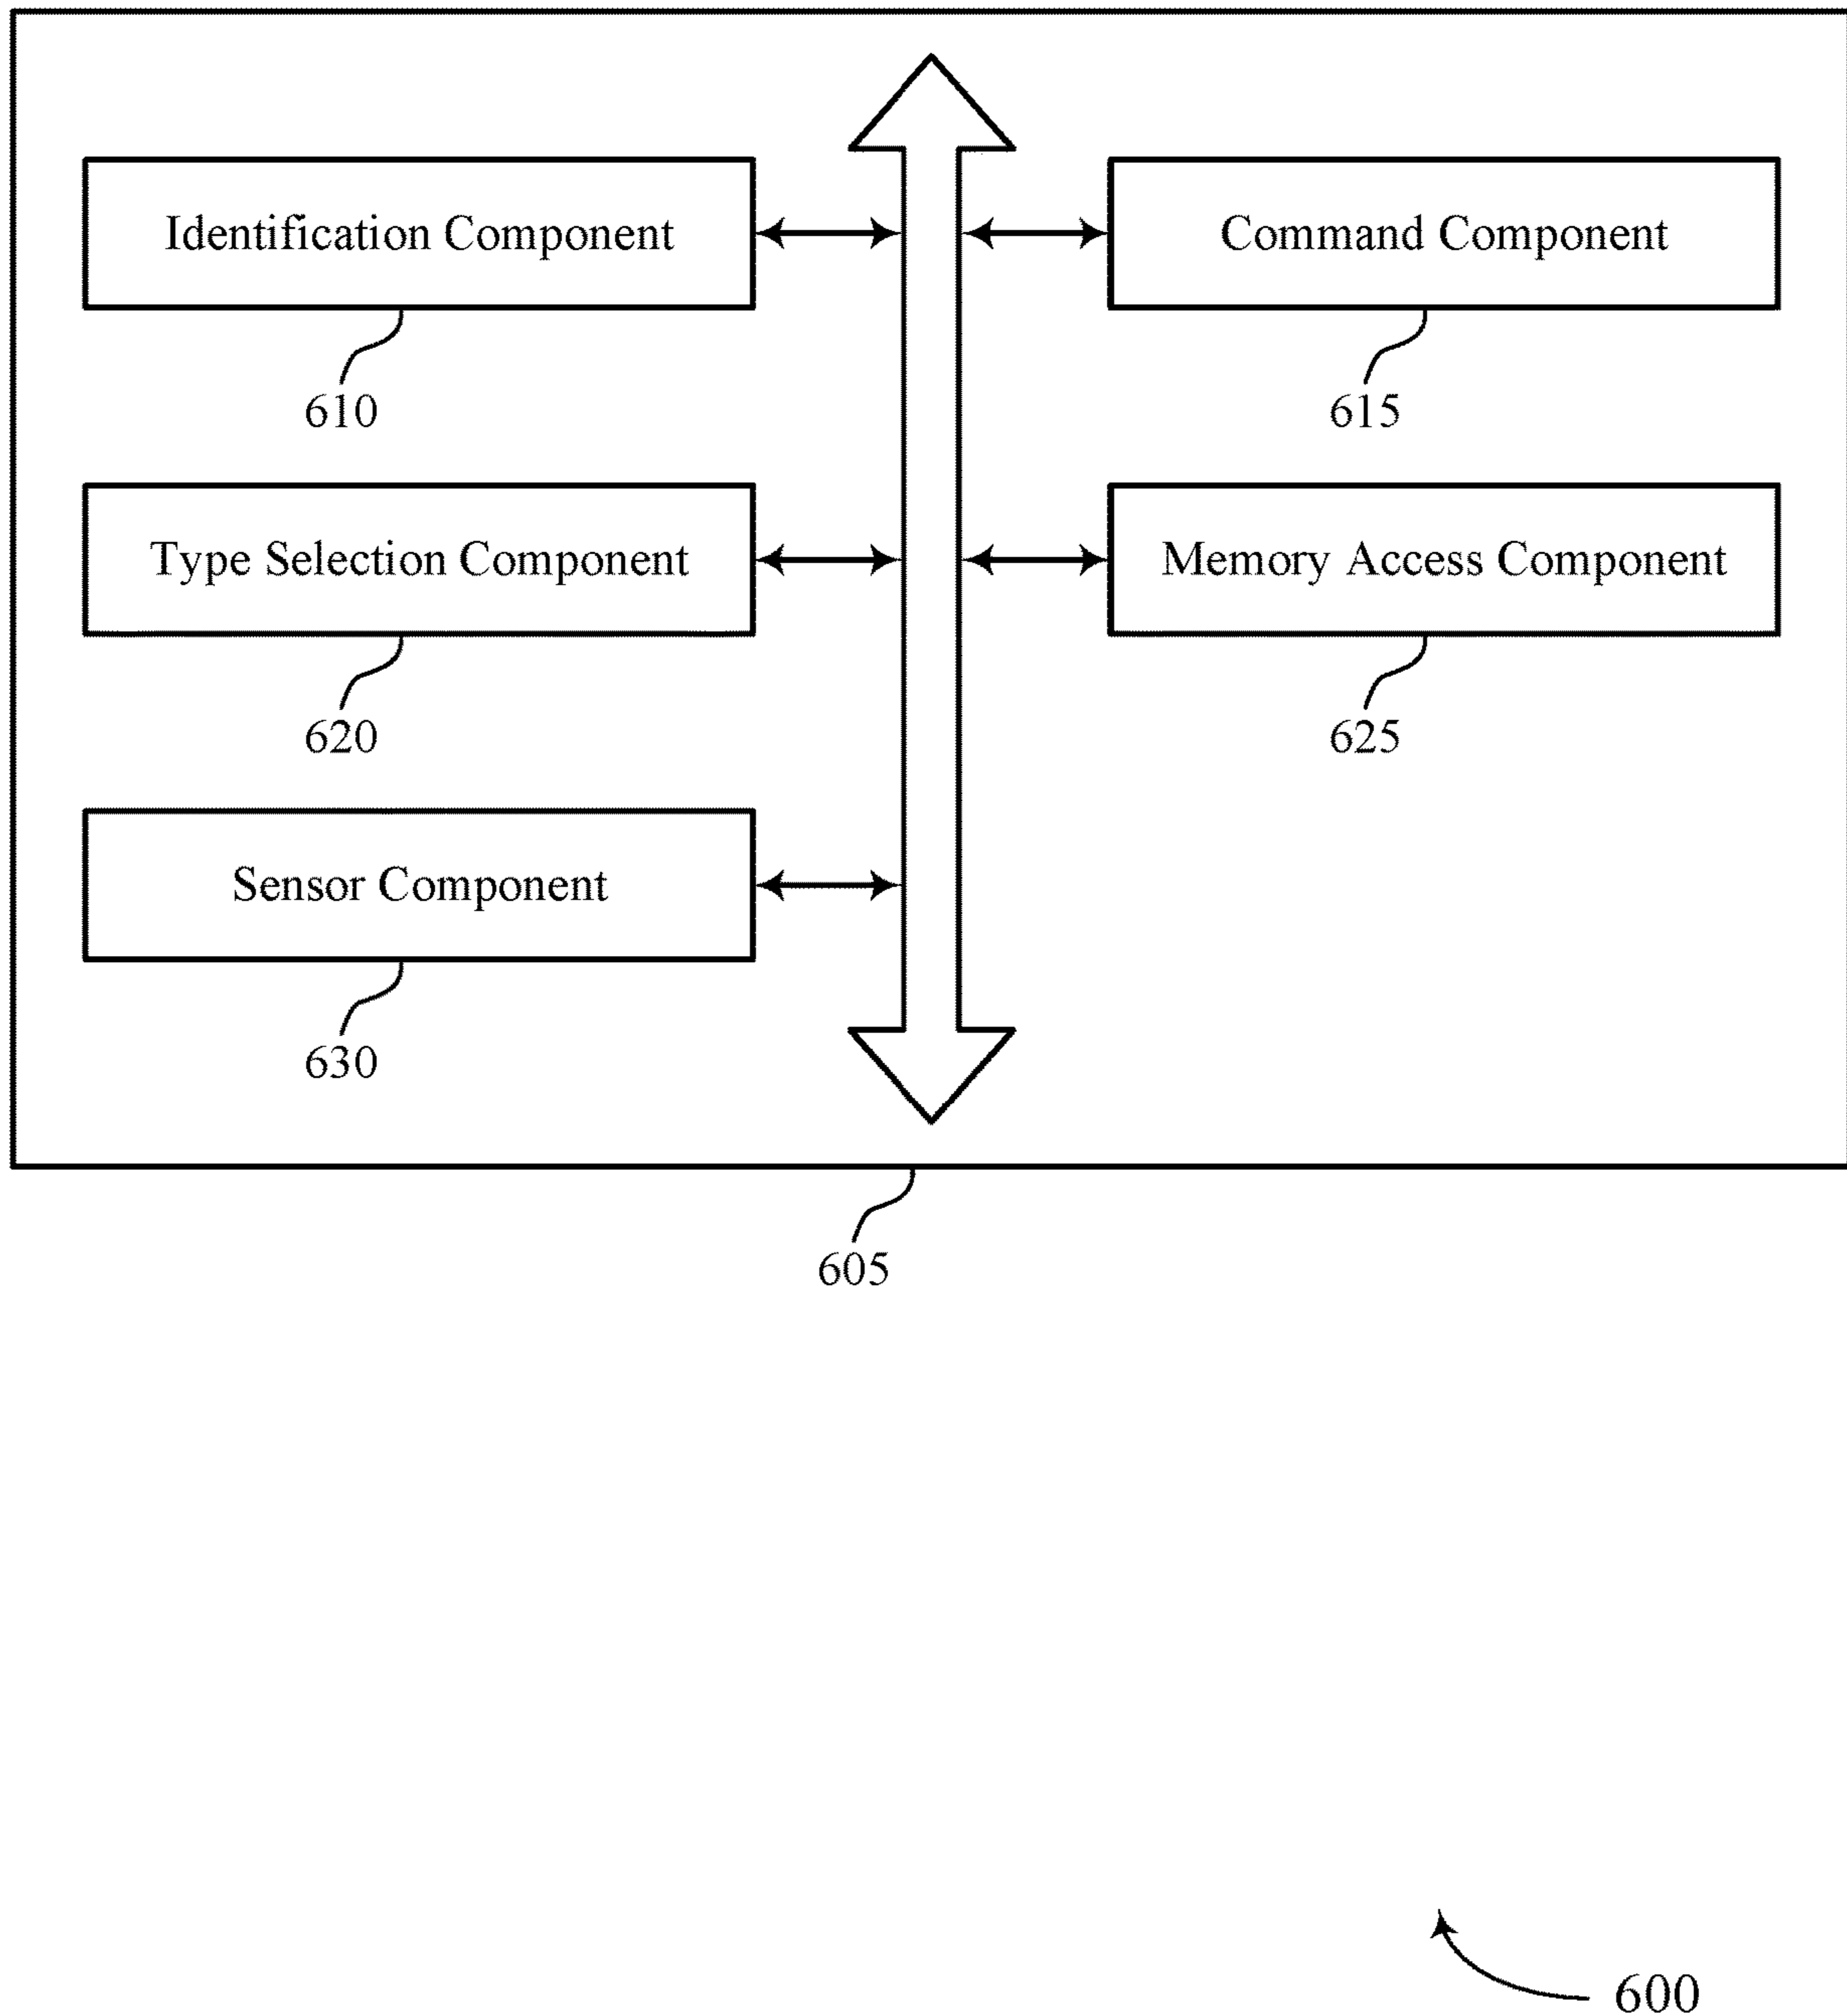 Identification Component
Command Component
610
615
Type Selection Component
Memory Access Component
620
625
Sensor Component
630
605
600